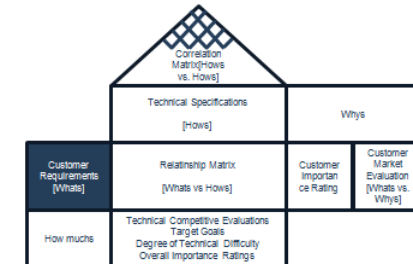 Correlation
Matrix[Hows
vs. Hows]
Technical Specifications
[Hows]
Whys
Customer
Requirements
[Whats]
Relatinship Matrix
[Whats vs Hows]
Customer
Importan
ce Rating
Customer
Market
Evaluation
[Whats vs.
Whys]
How muchs
Technical Competitive Evaluations
Target Goals
Degree of Technical Difficulty
Overall Importance Ratings